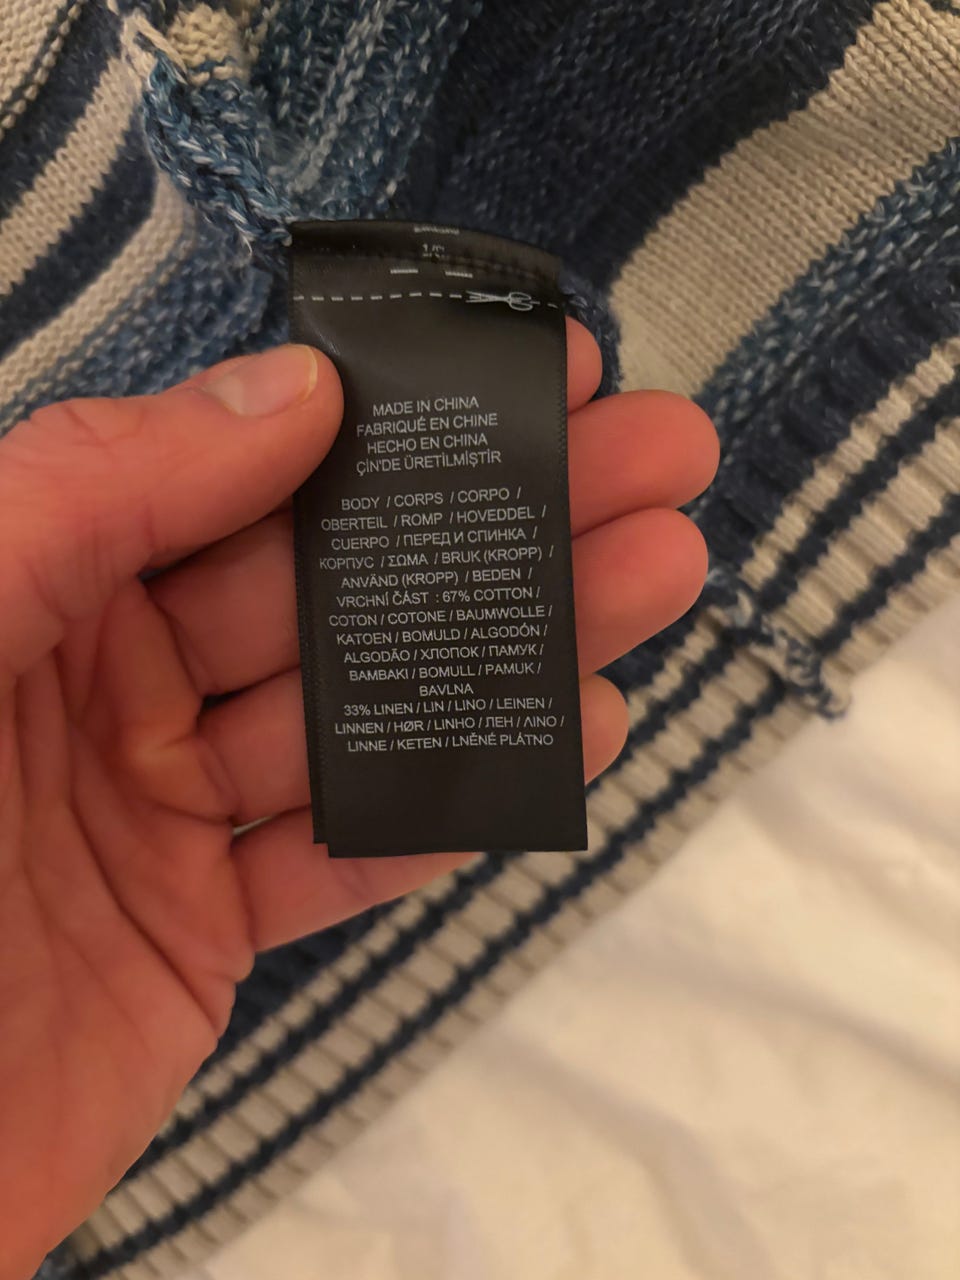 MADE IN CHINA
FABRIQUÉ EN CHINE
HECHO EN CHINA
ÇİN'DE ÜRETİLMİŞTİR
BODY / CORPS / CORPO /
OBERTEIL / ROMP / HOVEDDEL /
CUERPO / ПЕРЕД И СПИНКА /
КОРПУС / ΣΩΜΑ / BRUK (KROPP) /
ANVÄND (KROPP) / BEDEN /
VRCHNÍ ČÁST : 67% COTTON /
COTON / COTONE / BAUMWOLLE /
KATOEN / BOMULD / ALGODÓN /
ALGODÃO / ХЛОПОК / ПАМУК /
ΒΑΜΒΑΚΙ / BOMULL / PAMUK /
BAVLNA
33% LINEN / LIN / LINO / LEINEN /
LINNEN / HØR / LINHO / ЛЕН / ΛΙΝΟ /
LINNE / KETEN / LNĚNÉ PLÁTNO